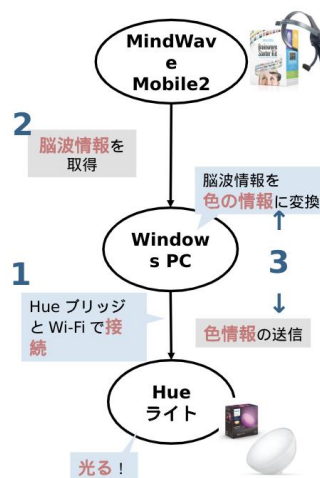 MindWav
e
Mobile2
2
脳波情報を
取得
脳波情報を
色の情報に変換
Window
s PC
3
1
Hue ブリッジ
と Wi-Fi で接
続
色情報の送信
Hue
ライト
光る！